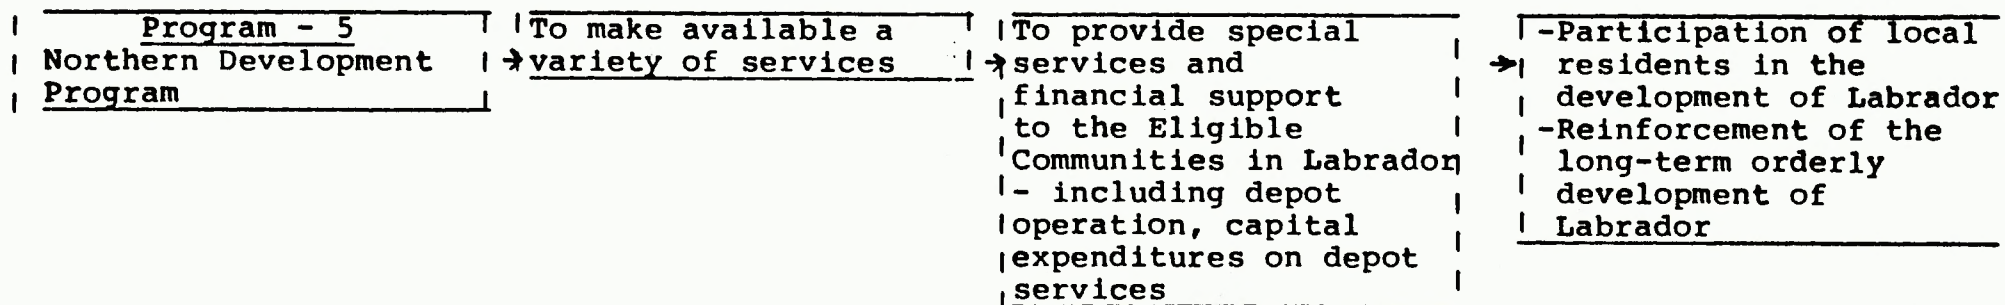 Program - 5
Northern Development
Program
To make available a
variety of services
To provide special
services and
financial support
to the Eligible
Communities in Labrador
- including depot
operation, capital
expenditures on depot
services
-Participation of local
residents in the
development of Labrador
-Reinforcement of the
long-term orderly
development of
Labrador